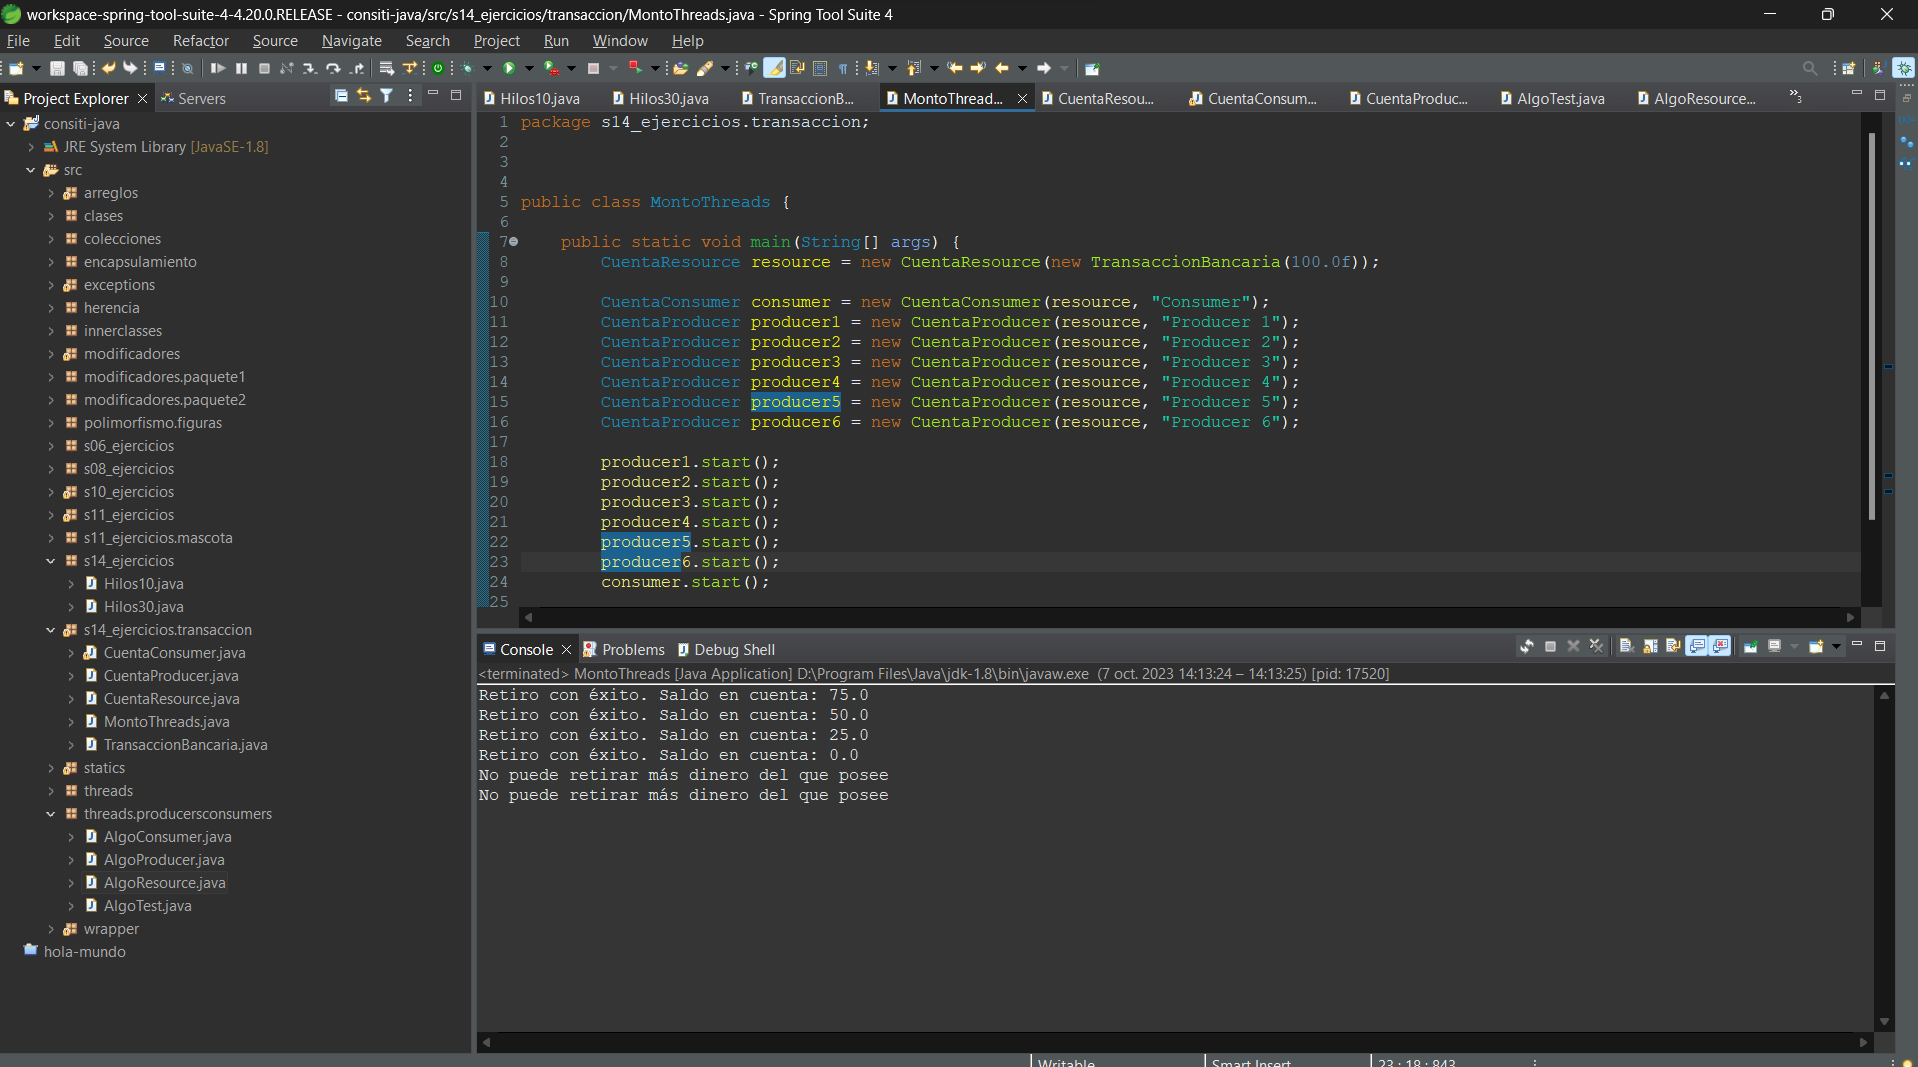 workspace-spring-tool-suite-4-4.20.0.RELEASE - consiti-java/src/s14_ejercicios/transaccion/MontoThreads.java - Spring Tool Suite 4
File Edit Source Refactor Source Navigate Search Project Run Window Help
Project Explorer Servers
consiti-java
JRE System Library [JavaSE-1.8]
src
arreglos
clases
colecciones
encapsulamiento
exceptions
herencia
innerclasses
modificadores
modificadores.paquete1
modificadores.paquete2
polimorfismo.figuras
s06_ejercicios
s08_ejercicios
s10_ejercicios
s11_ejercicios
s11_ejercicios.mascota
s14_ejercicios
Hilos10.java
Hilos30.java
s14_ejercicios.transaccion
CuentaConsumer.java
CuentaProducer.java
CuentaResource.java
MontoThreads.java
TransaccionBancaria.java
statics
threads
threads.producersconsumers
AlgoConsumer.java
AlgoProducer.java
AlgoResource.java
AlgoTest.java
wrapper
hola-mundo
Hilos10.java Hilos30.java TransaccionB... MontoThread... CuentaResou... CuentaConsum... CuentaProduc... AlgoTest.java AlgoResource... »3
1 package s14_ejercicios.transaccion;
2
3
4
5 public class MontoThreads {
6
7 public static void main(String[] args) {
8 CuentaResource resource = new CuentaResource(new TransaccionBancaria(100.0f));
9
10 CuentaConsumer consumer = new CuentaConsumer(resource, "Consumer");
11 CuentaProducer producer1 = new CuentaProducer(resource, "Producer 1");
12 CuentaProducer producer2 = new CuentaProducer(resource, "Producer 2");
13 CuentaProducer producer3 = new CuentaProducer(resource, "Producer 3");
14 CuentaProducer producer4 = new CuentaProducer(resource, "Producer 4");
15 CuentaProducer producer5 = new CuentaProducer(resource, "Producer 5");
16 CuentaProducer producer6 = new CuentaProducer(resource, "Producer 6");
17
18 producer1.start();
19 producer2.start();
20 producer3.start();
21 producer4.start();
22 producer5.start();
23 producer6.start();
24 consumer.start();
25
Console Problems Debug Shell
<terminated> MontoThreads [Java Application] D:\Program Files\Java\jdk-1.8\bin\javaw.exe (7 oct. 2023 14:13:24 – 14:13:25) [pid: 17520]
Retiro con éxito. Saldo en cuenta: 75.0
Retiro con éxito. Saldo en cuenta: 50.0
Retiro con éxito. Saldo en cuenta: 25.0
Retiro con éxito. Saldo en cuenta: 0.0
No puede retirar más dinero del que posee
No puede retirar más dinero del que posee
Writable Smart Insert 23 : 18 : 843